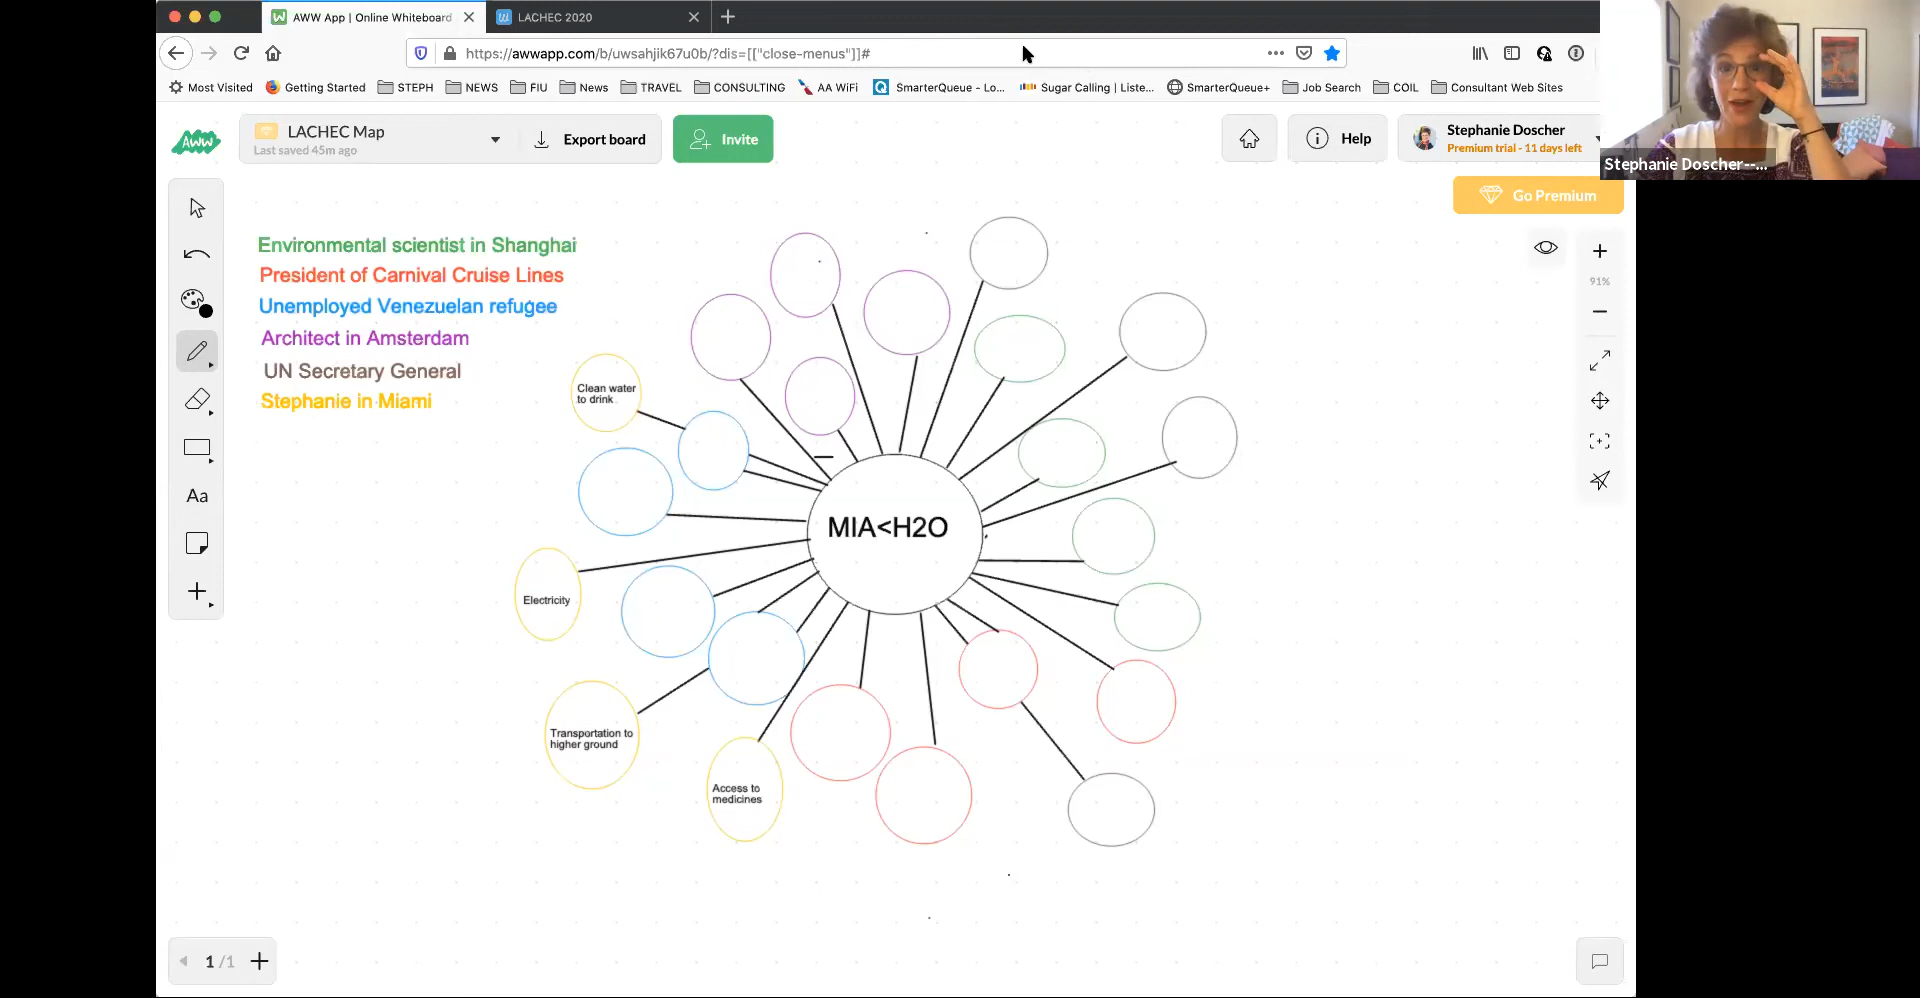 AWW App | Online Whiteboard
LACHEC 2020
https://awwapp.com/b/uwsahjik67u0b/?dis=[["close-menus"]]#
Most Visited
Getting Started
STEPH
NEWS
FIU
News
TRAVEL
CONSULTING
AA WiFi
SmarterQueue - Lo...
Sugar Calling | Liste...
SmarterQueue+
Job Search
COIL
Consultant Web Sites
AWW
LACHEC Map
Last saved 45m ago
Export board
Invite
Help
Stephanie Doscher
Premium trial - 11 days left
Stephanie Doscher--...
Go Premium
91%
Environmental scientist in Shanghai
President of Carnival Cruise Lines
Unemployed Venezuelan refugee
Architect in Amsterdam
UN Secretary General
Stephanie in Miami
Clean water
to drink
MIA<H2O
Electricity
Transportation to
higher ground
Access to
medicines
Aa
1 /1